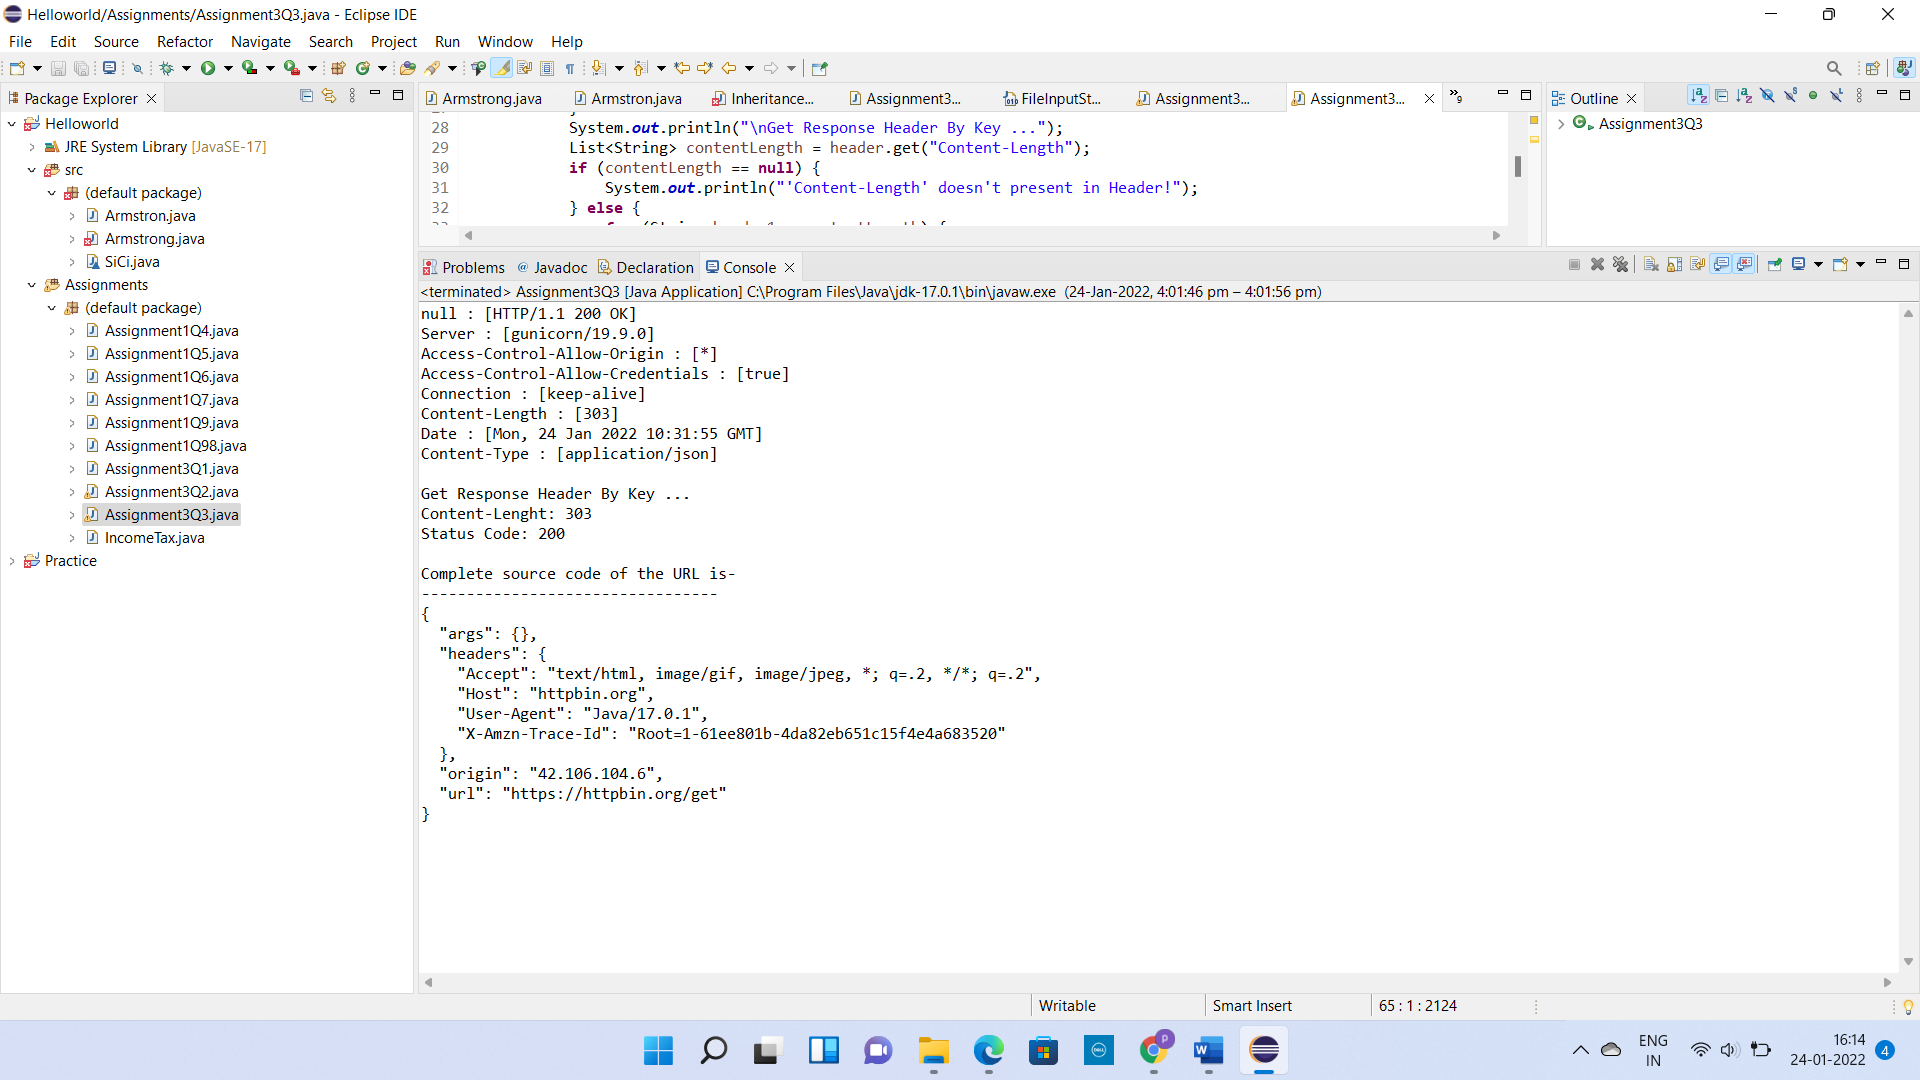 Helloworld/Assignments/Assignment3Q3.java - Eclipse IDE
File Edit Source Refactor Navigate Search Project Run Window Help
Package Explorer
Helloworld
JRE System Library [JavaSE-17]
src
(default package)
Armstron.java
Armstrong.java
SiCi.java
Assignments
(default package)
Assignment1Q4.java
Assignment1Q5.java
Assignment1Q6.java
Assignment1Q7.java
Assignment1Q9.java
Assignment1Q98.java
Assignment3Q1.java
Assignment3Q2.java
Assignment3Q3.java
IncomeTax.java
Practice
Armstrong.java Armstron.java Inheritance... Assignment3... FileInputSt... Assignment3... Assignment3... »9
28 System.out.println("\nGet Response Header By Key ...");
29 List<String> contentLength = header.get("Content-Length");
30 if (contentLength == null) {
31 System.out.println("'Content-Length' doesn't present in Header!");
32 } else {
Outline
Assignment3Q3
Problems @ Javadoc Declaration Console
<terminated> Assignment3Q3 [Java Application] C:\Program Files\Java\jdk-17.0.1\bin\javaw.exe (24-Jan-2022, 4:01:46 pm – 4:01:56 pm)
null : [HTTP/1.1 200 OK]
Server : [gunicorn/19.9.0]
Access-Control-Allow-Origin : [*]
Access-Control-Allow-Credentials : [true]
Connection : [keep-alive]
Content-Length : [303]
Date : [Mon, 24 Jan 2022 10:31:55 GMT]
Content-Type : [application/json]
Get Response Header By Key ...
Content-Lenght: 303
Status Code: 200
Complete source code of the URL is-
---------------------------------
{
"args": {},
"headers": {
"Accept": "text/html, image/gif, image/jpeg, *; q=.2, */*; q=.2",
"Host": "httpbin.org",
"User-Agent": "Java/17.0.1",
"X-Amzn-Trace-Id": "Root=1-61ee801b-4da82eb651c15f4e4a683520"
},
"origin": "42.106.104.6",
"url": "https://httpbin.org/get"
}
Writable Smart Insert 65 : 1 : 2124
ENG
IN
16:14
24-01-2022
4